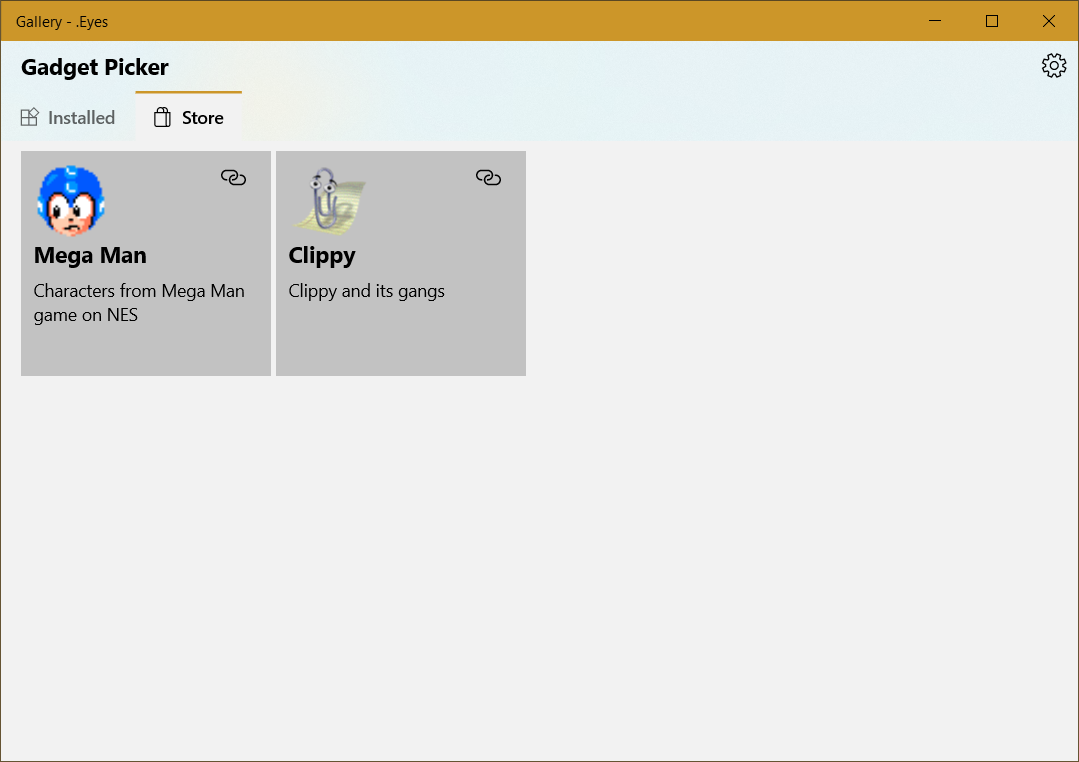 Gallery - .Eyes
Gadget Picker
Installed
Store
Mega Man
Characters from Mega Man
game on NES
Clippy
Clippy and its gangs